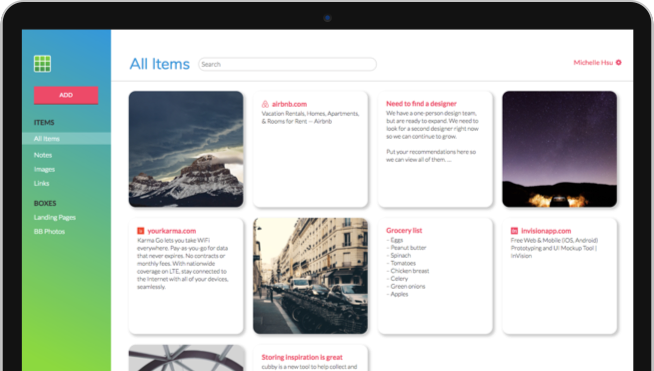 All Items
Search
Michelle Hsu
ADD
ITEMS
All Items
Notes
Images
Links
BOXES
Landing Pages
BB Photos
airbnb.com
Vacation Rentals, Homes, Apartments,
& Rooms for Rent – Airbnb
Need to find a designer
We have a one-person design team,
but are ready to expand. We need to
look for a second designer right now
so we can continue to grow.
Put your recommendations here so
we can view all of them. ...
yourkarma.com
Karma Go lets you take WiFi
everywhere. Pay-as-you-go for data
that never expires. No contracts or
monthly fees. With nationwide
coverage on LTE, stay connected to
the Internet with all of your devices,
seamlessly.
Grocery list
- Eggs
- Peanut butter
- Spinach
- Tomatoes
- Chicken breast
- Celery
- Green onions
- Apples
in invisionapp.com
Free Web & Mobile (iOS, Android)
Prototyping and UI Mockup Tool |
InVision
Storing inspiration is great
cubby is a new tool to help collect and